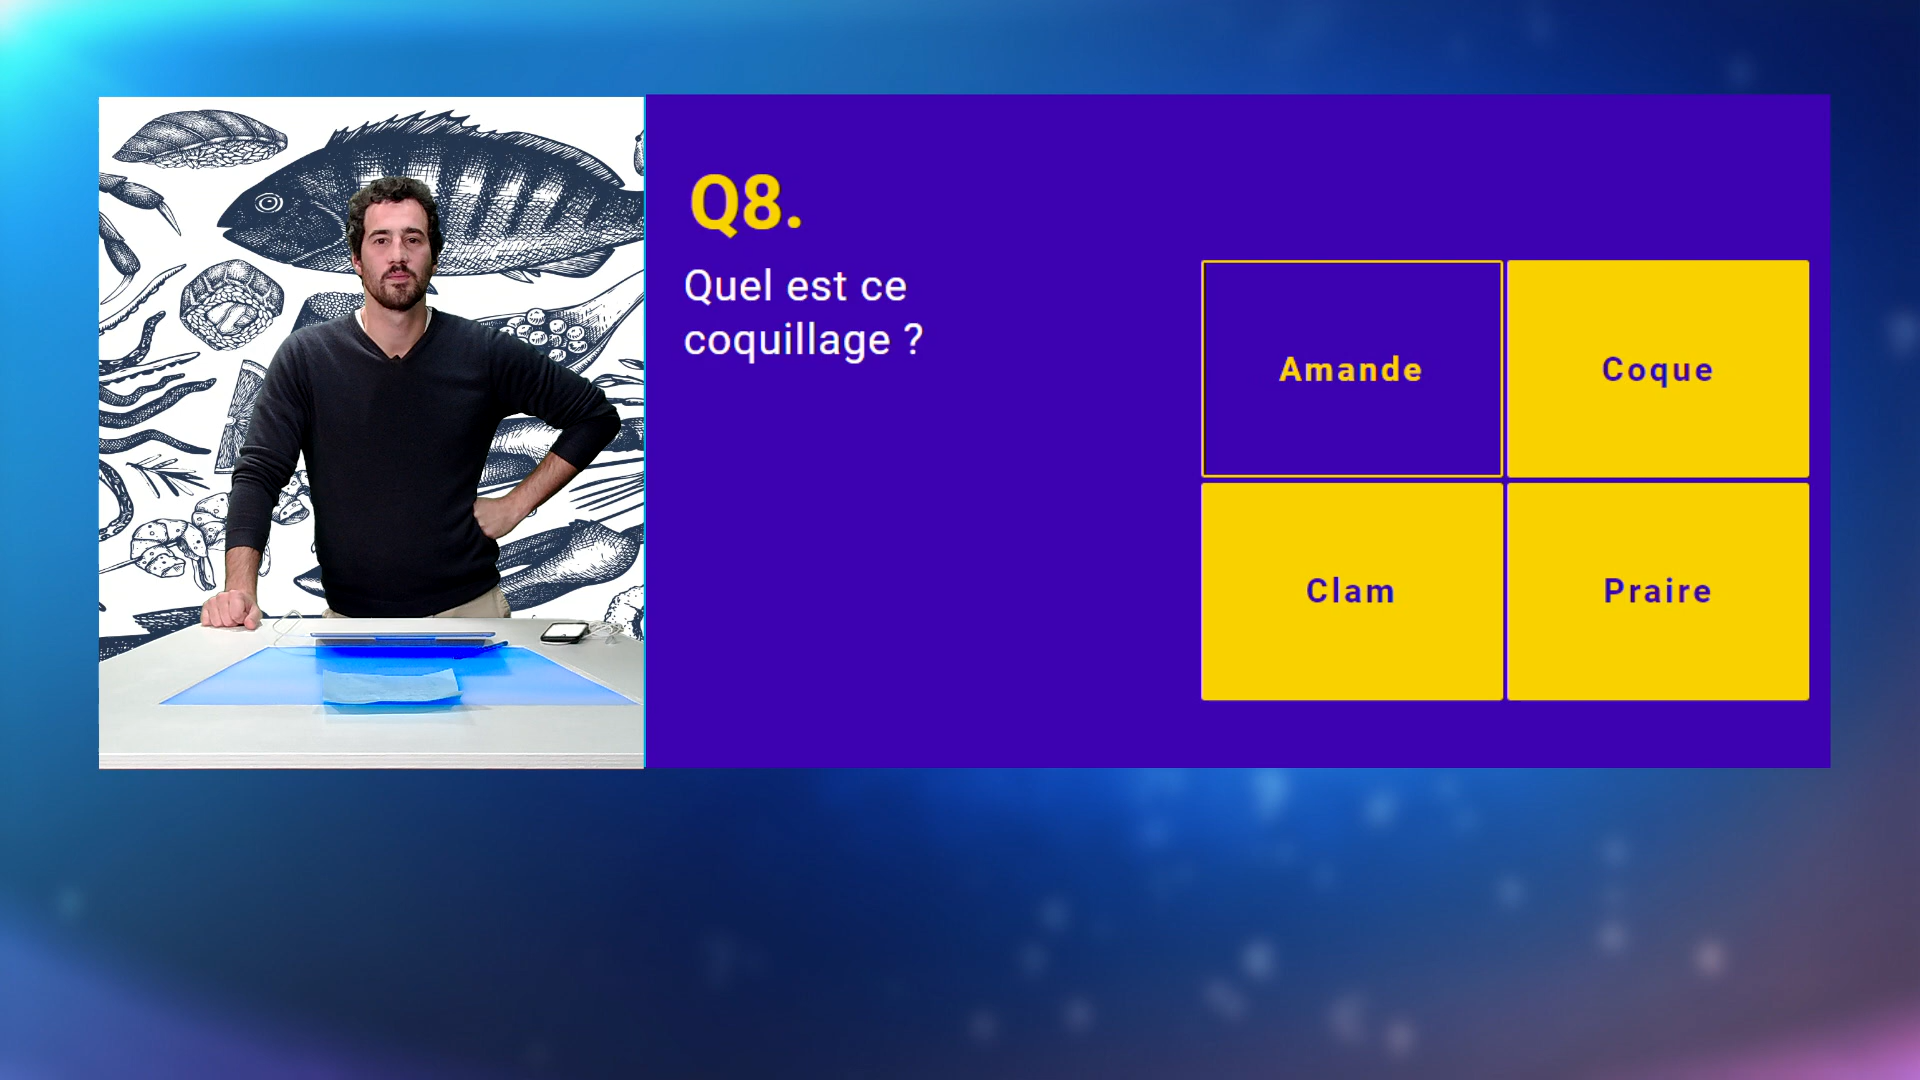 Q8.
Quel est ce
coquillage ?
Amande
Coque
Clam
Praire